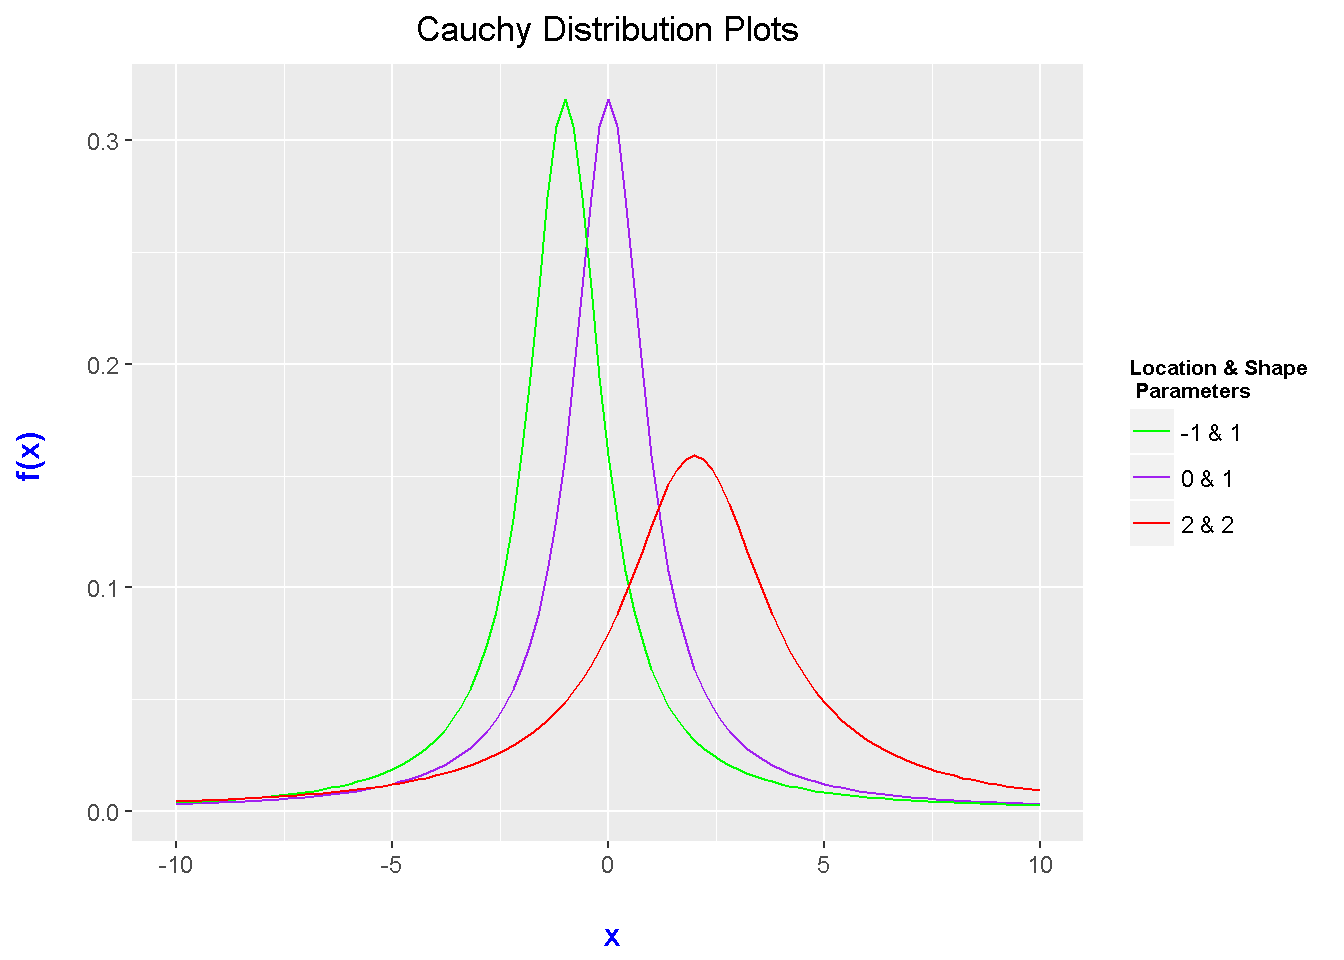 Cauchy Distribution Plots
f(x)
0.3
0.2
0.1
0.0
-10
-5
0
5
10
x
Location & Shape
Parameters
-1 & 1
0 & 1
2 & 2